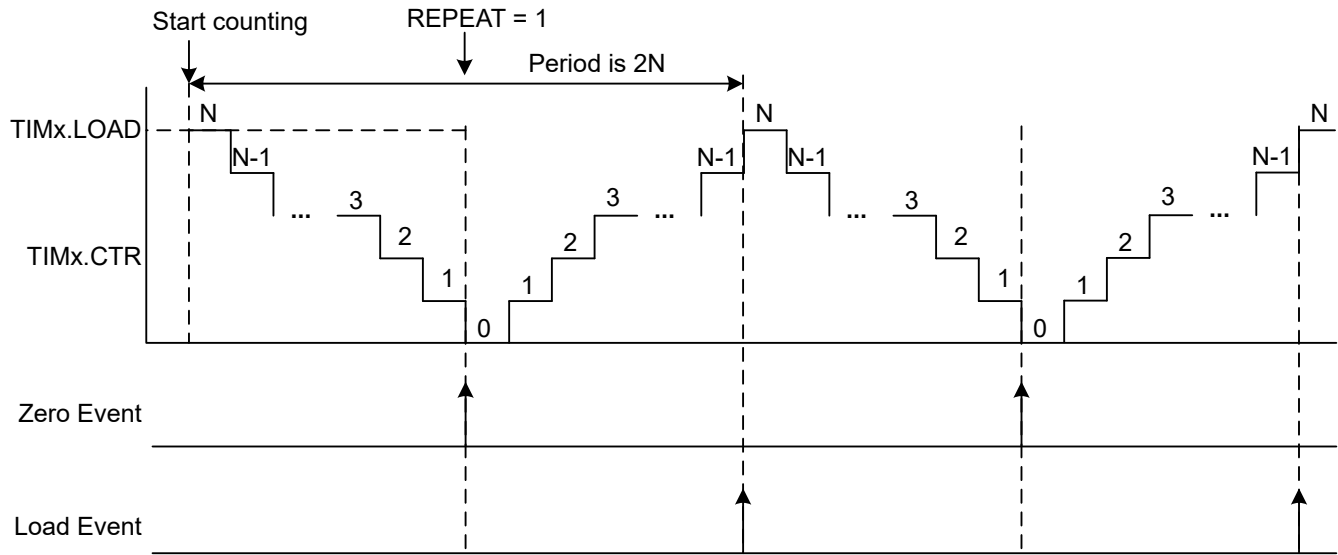 Start counting
REPEAT = 1
Period is 2N
TIMx.LOAD
N
N
N
N-1
N-1
N-1
N-1
... 3
3 ...
... 3
3 ...
TIMx.CTR
2
2
2
2
1
1
1
1
0
0
Zero Event
Load Event